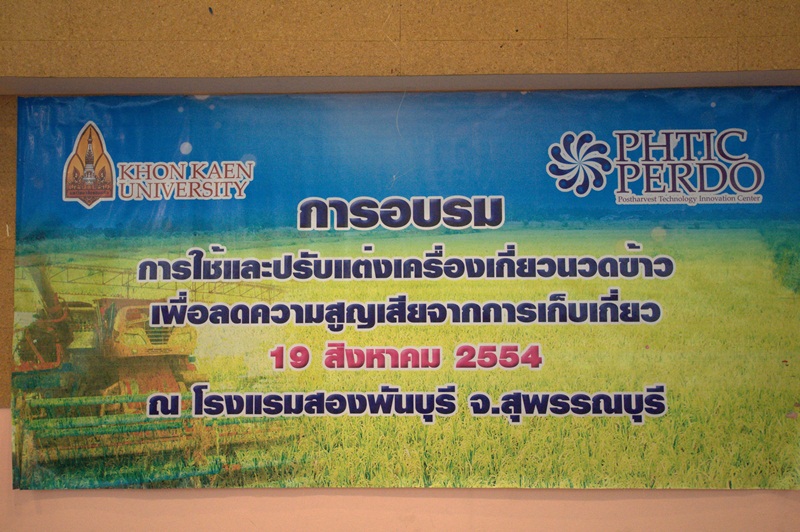 KHON KAEN
UNIVERSITY
PHTIC
PERDO
Postharvest Technology Innovation Center
การอบรม
การใช้และปรับแต่งเครื่องเกี่ยวนวดข้าว
เพื่อลดความสูญเสียจากการเก็บเกี่ยว
19 สิงหาคม 2554
ณ โรงแรมสองพันบุรี จ.สุพรรณบุรี